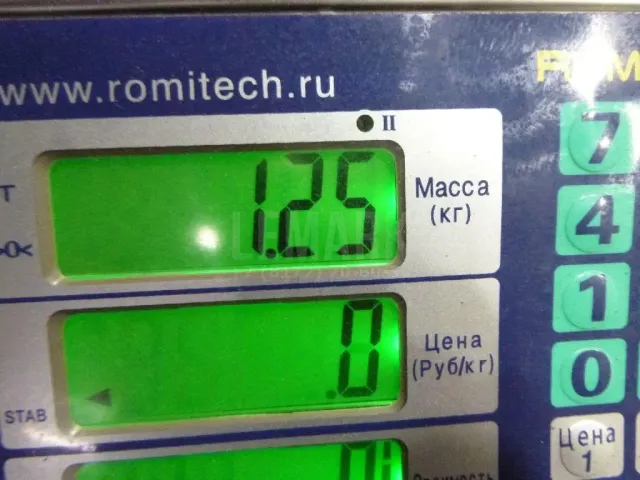 www.romitech.ru
II
T
1.25
Масса
(кг)
>0<
7
4
1
0
.0
Цена
(Руб/кг)
STAB
Цена
1